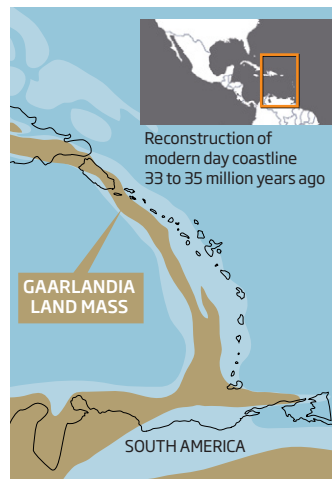 Reconstruction of
modern day coastline
33 to 35 million years ago
GAARLANDIA
LAND MASS
SOUTH AMERICA